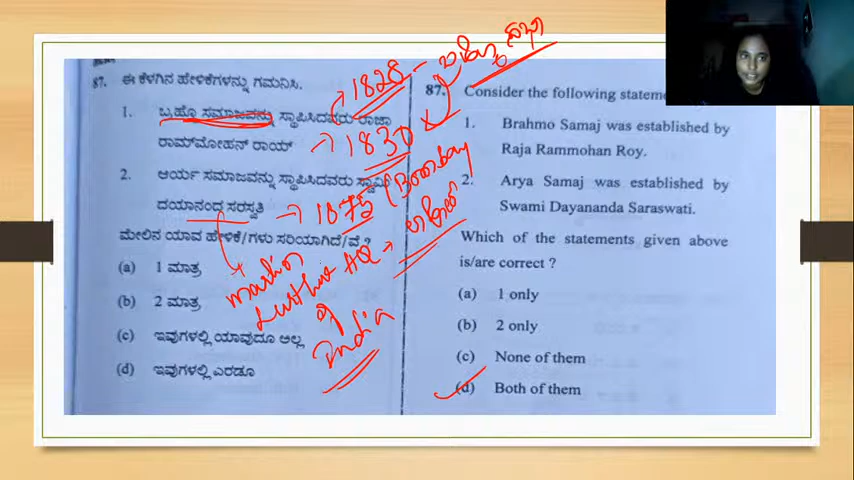 87. ಈ ಕೆಳಗಿನ ಹೇಳಿಕೆಗಳನ್ನು ಗಮನಿಸಿ.
1. ಬ್ರಹ್ಮೊ ಸಮಾಜವನ್ನು ಸ್ಥಾಪಿಸಿದವರು ರಾಜಾ
ರಾಮ್‌ಮೋಹನ್ ರಾಯ್
2. ಆರ್ಯ ಸಮಾಜವನ್ನು ಸ್ಥಾಪಿಸಿದವರು ಸ್ವಾಮಿ
ದಯಾನಂದ ಸರಸ್ವತಿ
ಮೇಲಿನ ಯಾವ ಹೇಳಿಕೆ/ಗಳು ಸರಿಯಾಗಿದೆ/ವೆ ?
(a) 1 ಮಾತ್ರ
(b) 2 ಮಾತ್ರ
(c) ಇವುಗಳಲ್ಲಿ ಯಾವುದೂ ಅಲ್ಲ
(d) ಇವುಗಳಲ್ಲಿ ಎರಡೂ
1828 -
1830
1875 (Bombay
HQ
Martin
Luther
of
India
87. Consider the following
1. Brahmo Samaj was established by
Raja Rammohan Roy.
2. Arya Samaj was established by
Swami Dayananda Saraswati.
Which of the statements given above
is/are correct ?
(a) 1 only
(b) 2 only
(c) None of them
(d) Both of them